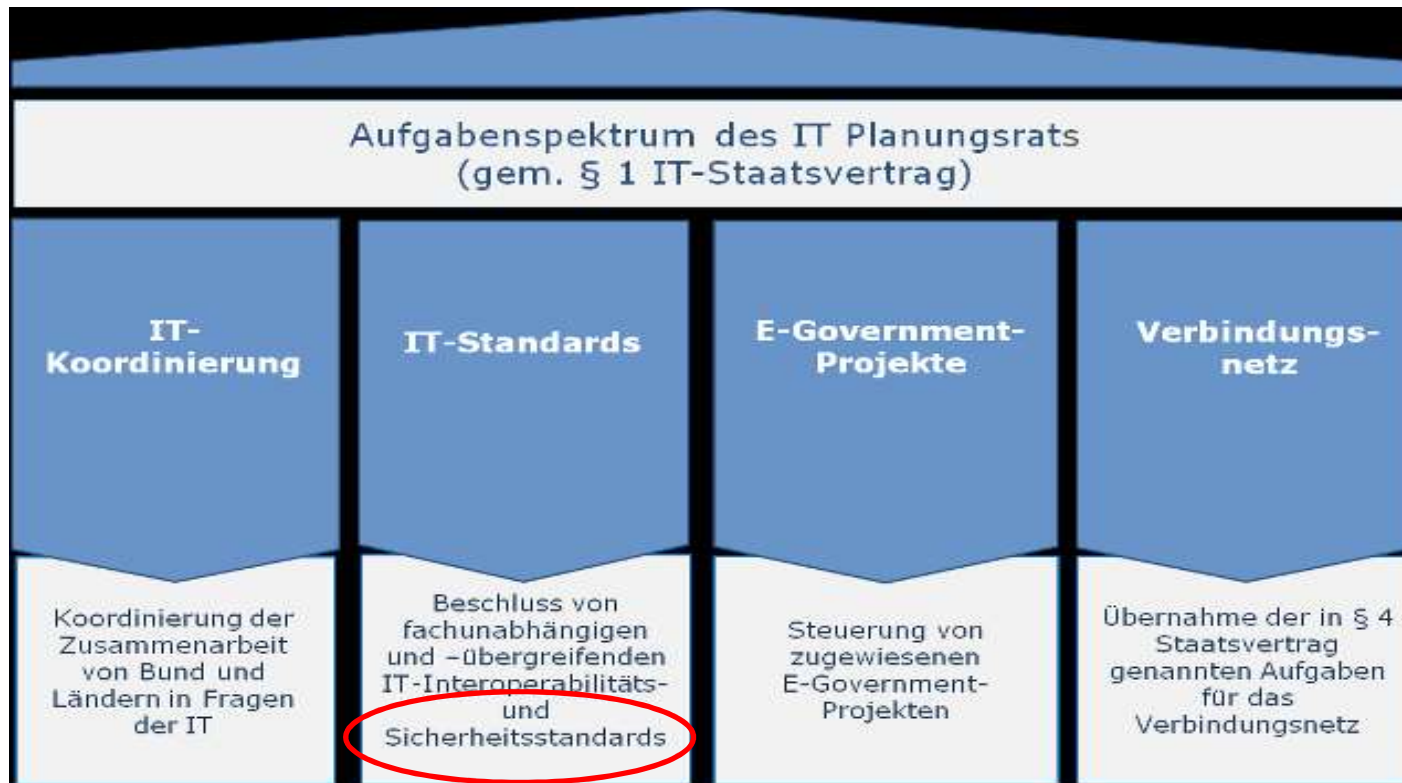 Aufgabenspektrum des IT Planungsrats
(gem. § 1 IT-Staatsvertrag)
IT-
Koordinierung
Koordinierung der
Zusammenarbeit
von Bund und
Ländern in Fragen
der IT
IT-Standards
Beschluss von
fachunabhängigen
und –übergreifenden
IT-Interoperabilitäts-
und
Sicherheitsstandards
E-Government-
Projekte
Steuerung von
zugewiesenen
E-Government-
Projekten
Verbindungs-
netz
Übernahme der in § 4
Staatsvertrag
genannten Aufgaben
für das
Verbindungsnetz